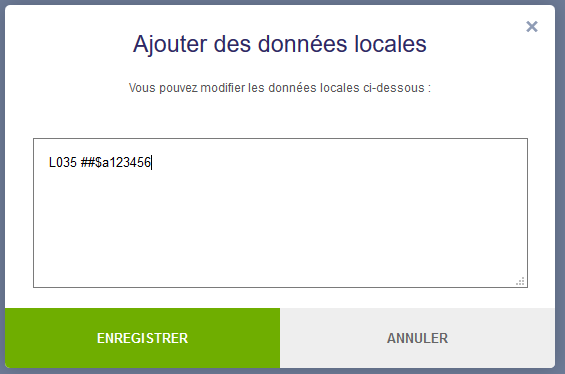 Ajouter des données locales
Vous pouvez modifier les données locales ci-dessous :
L035 ##$a123456
ENREGISTRER
ANNULER